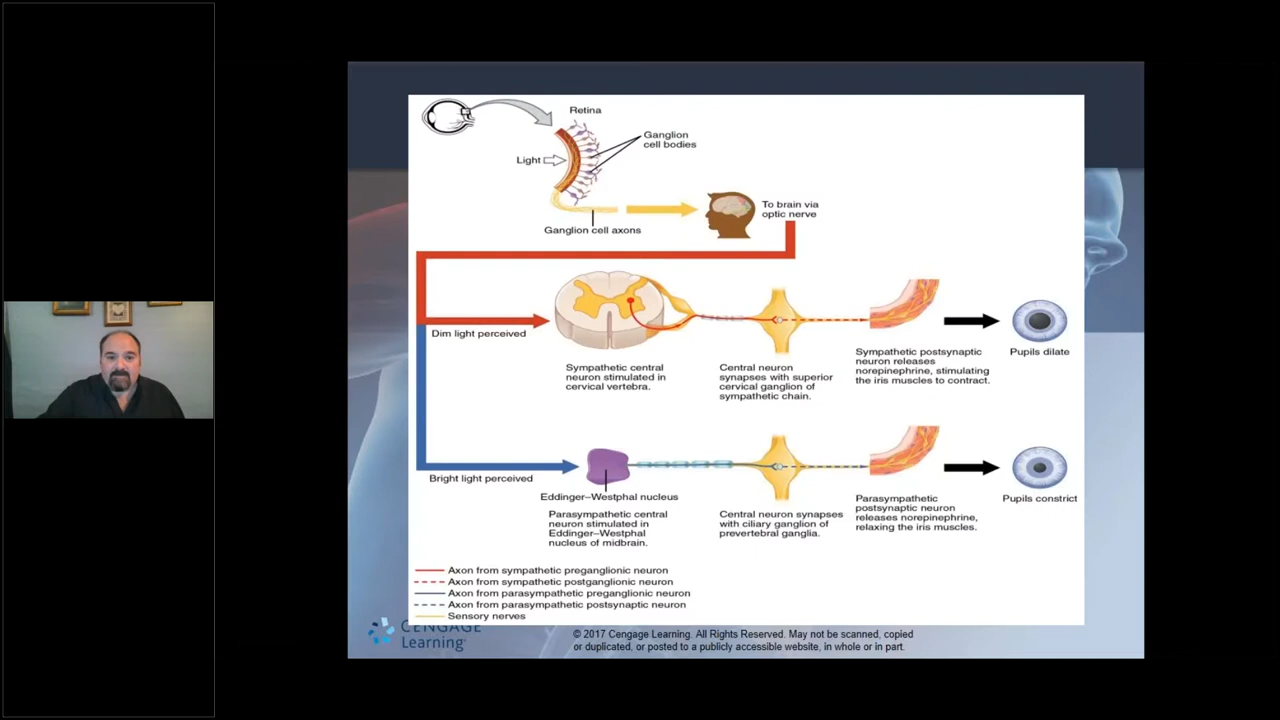 Retina
Ganglion
cell bodies
Light
To brain via
optic nerve
Ganglion cell axons
Dim light perceived
Sympathetic central
neuron stimulated in
cervical vertebra.
Central neuron
synapses with superior
cervical ganglion of
sympathetic chain.
Sympathetic postsynaptic
neuron releases
norepinephrine, stimulating
the iris muscles to contract.
Pupils dilate
Bright light perceived
Eddinger–Westphal nucleus
Parasympathetic central
neuron stimulated in
Eddinger–Westphal
nucleus of midbrain.
Central neuron synapses
with ciliary ganglion of
prevertebral ganglia.
Parasympathetic
postsynaptic neuron
releases norepinephrine,
relaxing the iris muscles.
Pupils constrict
Axon from sympathetic preganglionic neuron
Axon from sympathetic postganglionic neuron
Axon from parasympathetic preganglionic neuron
Axon from parasympathetic postsynaptic neuron
Sensory nerves
CENGAGE
Learning
© 2017 Cengage Learning. All Rights Reserved. May not be scanned, copied
or duplicated, or posted to a publicly accessible website, in whole or in part.